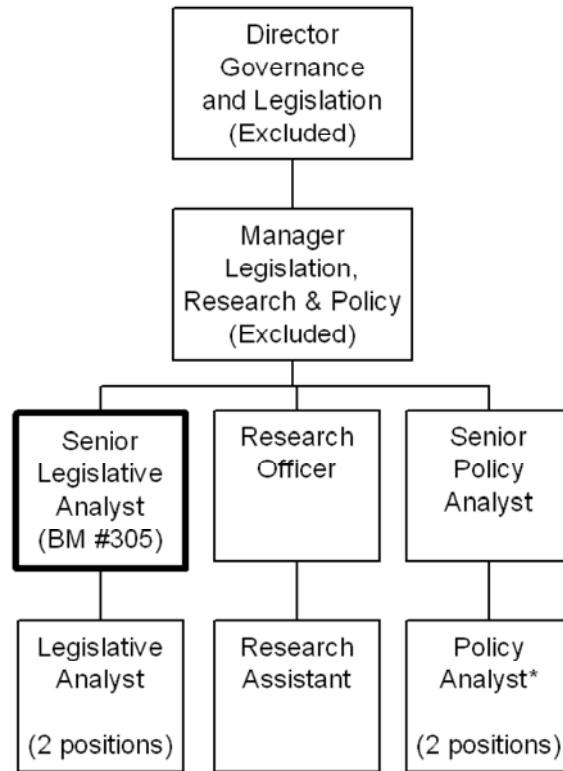 Director
Governance
and Legislation
(Excluded)
Manager
Legislation,
Research & Policy
(Excluded)
Senior
Legislative
Analyst
(BM #305)
Research
Officer
Senior
Policy
Analyst
Legislative
Analyst
(2 positions)
Research
Assistant
Policy
Analyst*
(2 positions)